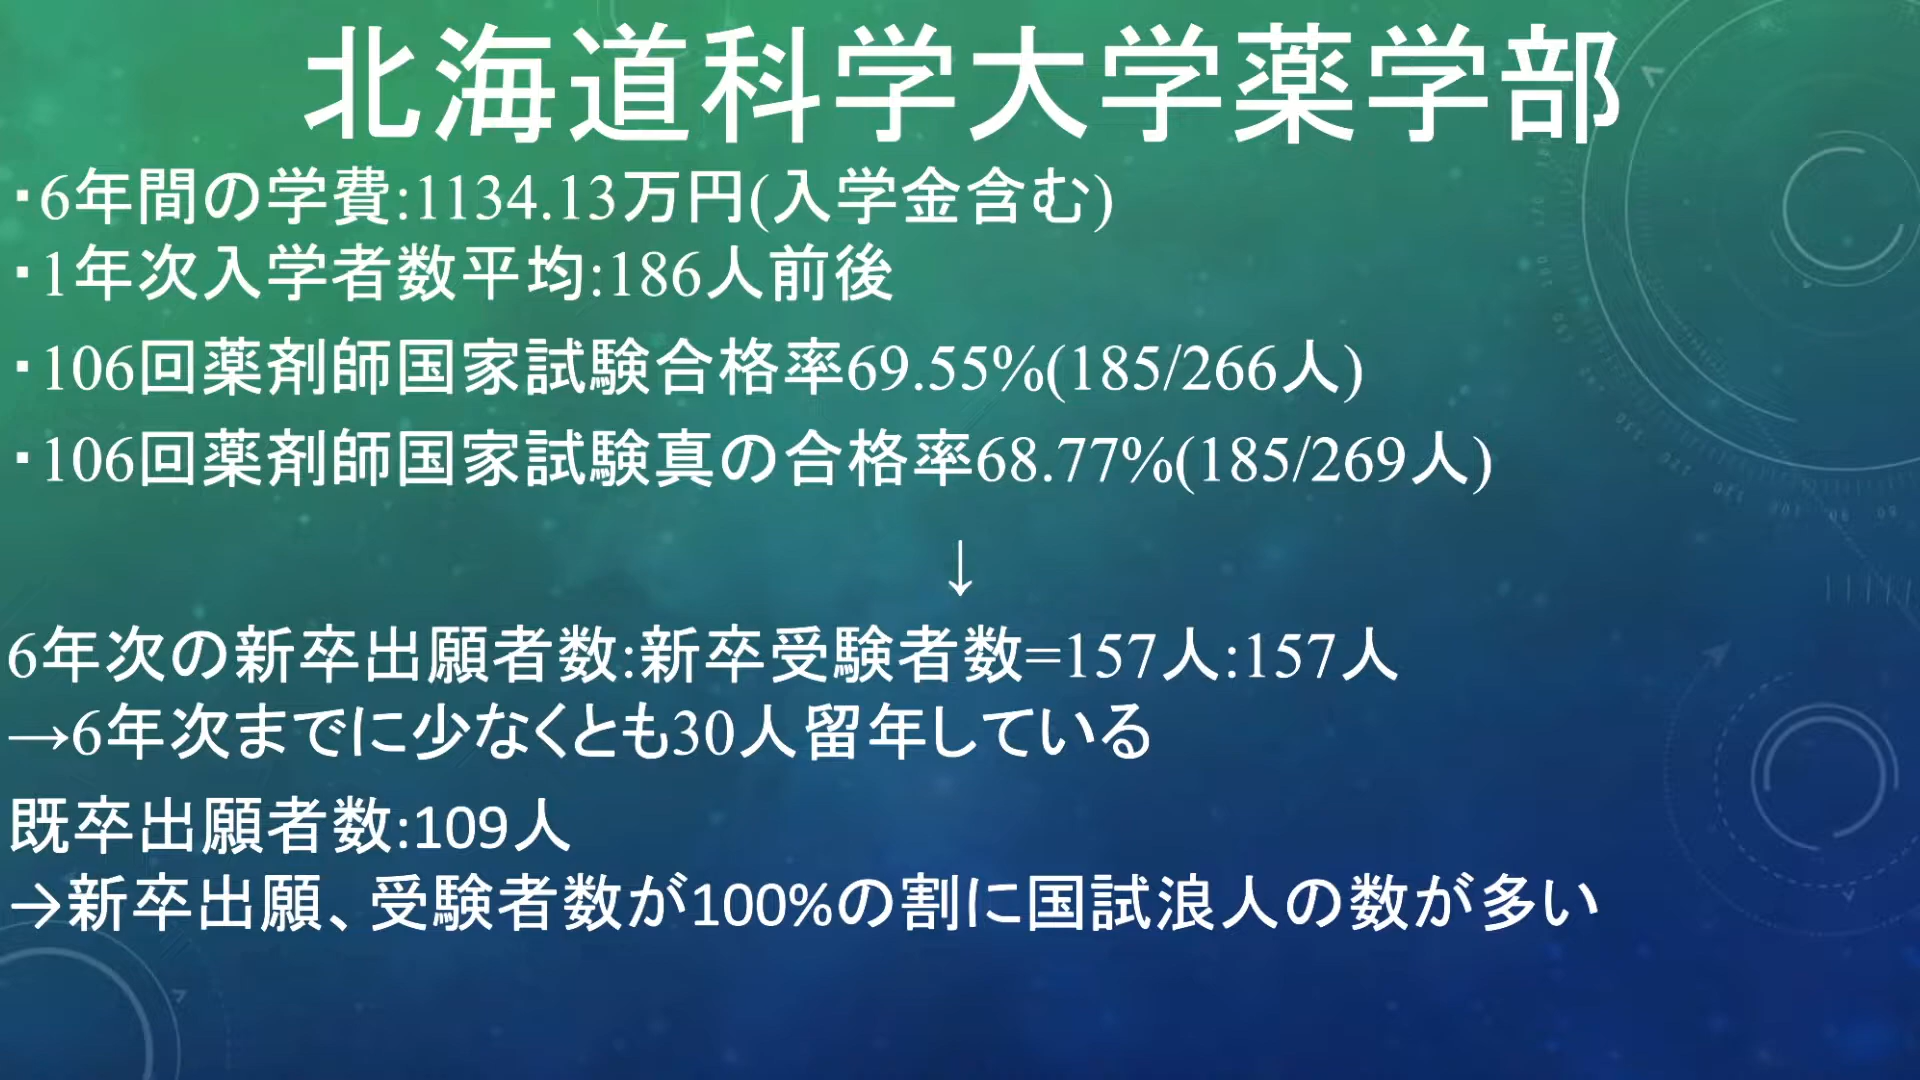 北海道科学大学薬学部
・6年間の学費:1134.13万円(入学金含む)
・1年次入学者数平均:186人前後
・106回薬剤師国家試験合格率69.55%(185/266人)
・106回薬剤師国家試験真の合格率68.77%(185/269人)
↓
6年次の新卒出願者数:新卒受験者数=157人:157人
→6年次までに少なくとも30人留年している
既卒出願者数:109人
→新卒出願、受験者数が100%の割に国試浪人の数が多い